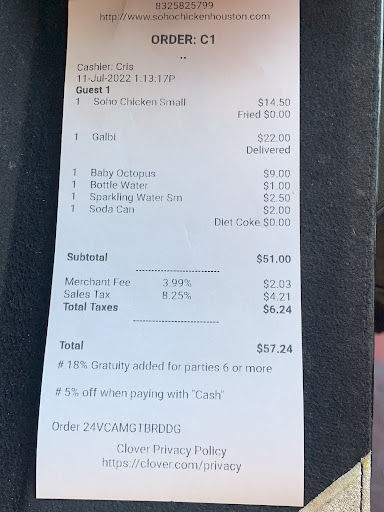 8325825799
http://www.sohochickenhouston.com
ORDER: C1
Cashier: Cris
11-Jul-2022 1:13:17P
Guest 1
1 Soho Chicken Small $14.50
Fried $0.00
1 Galbi $22.00
Delivered
1 Baby Octopus $9.00
1 Bottle Water $1.00
1 Sparkling Water Sm $2.50
1 Soda Can $2.00
Diet Coke $0.00
Subtotal $51.00
Merchant Fee 3.99% $2.03
Sales Tax 8.25% $4.21
Total Taxes $6.24
Total $57.24
# 18% Gratuity added for parties 6 or more
# 5% off when paying with "Cash"
Order 24VCAMG1BRDDG
Clover Privacy Policy
https://clover.com/privacy